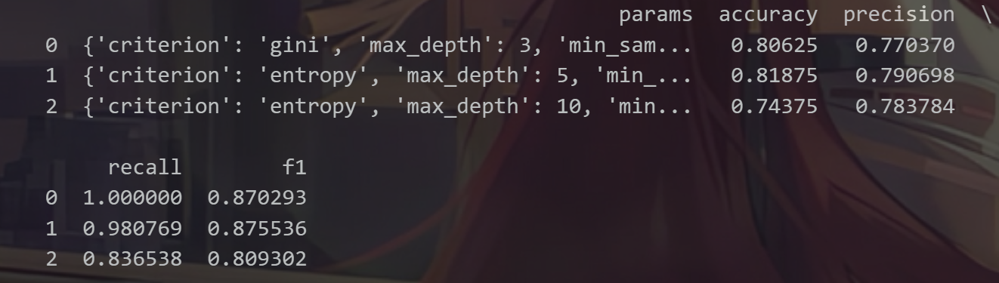 params accuracy precision \
0 {'criterion': 'gini', 'max_depth': 3, 'min_sam... 0.80625 0.770370
1 {'criterion': 'entropy', 'max_depth': 5, 'min_... 0.81875 0.790698
2 {'criterion': 'entropy', 'max_depth': 10, 'min... 0.74375 0.783784
recall f1
0 1.000000 0.870293
1 0.980769 0.875536
2 0.836538 0.809302